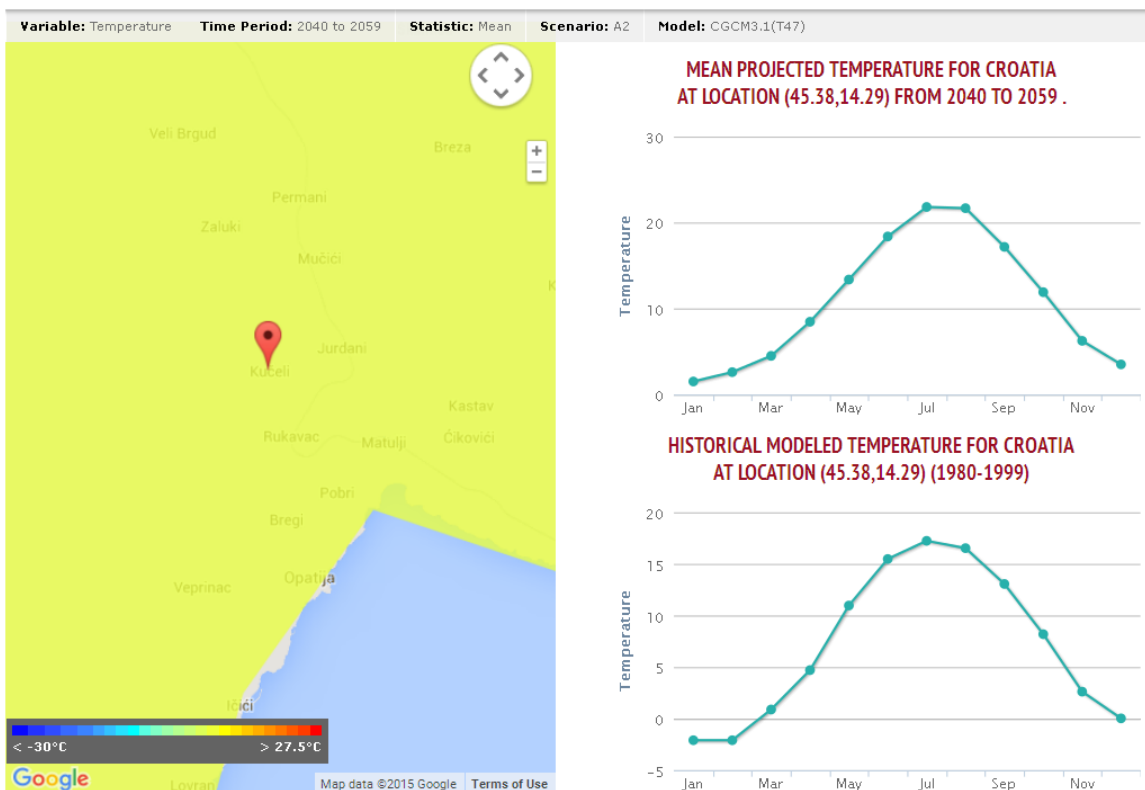 Variable: Temperature Time Period: 2040 to 2059 Statistic: Mean Scenario: A2 Model: CGCM3.1(T47)
Veli Brgud
Breza
Permani
Zaluki
Mučići
K
Jurdani
Kućeli
Kastav
Rukavac
Matulji
Čikovići
Pobri
Bregi
Opatija
Veprinac
Ičići
Lovran
+
−
< -30°C > 27.5°C
Google
Map data ©2015 Google Terms of Use
MEAN PROJECTED TEMPERATURE FOR CROATIA
AT LOCATION (45.38,14.29) FROM 2040 TO 2059 .
Temperature
30
20
10
0
Jan Mar May Jul Sep Nov
HISTORICAL MODELED TEMPERATURE FOR CROATIA
AT LOCATION (45.38,14.29) (1980-1999)
Temperature
20
15
10
5
0
-5
Jan Mar May Jul Sep Nov